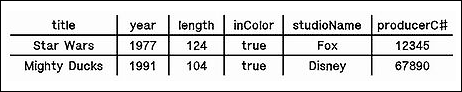 title year length inColor studioName producerC#
Star Wars 1977 124 true Fox 12345
Mighty Ducks 1991 104 true Disney 67890